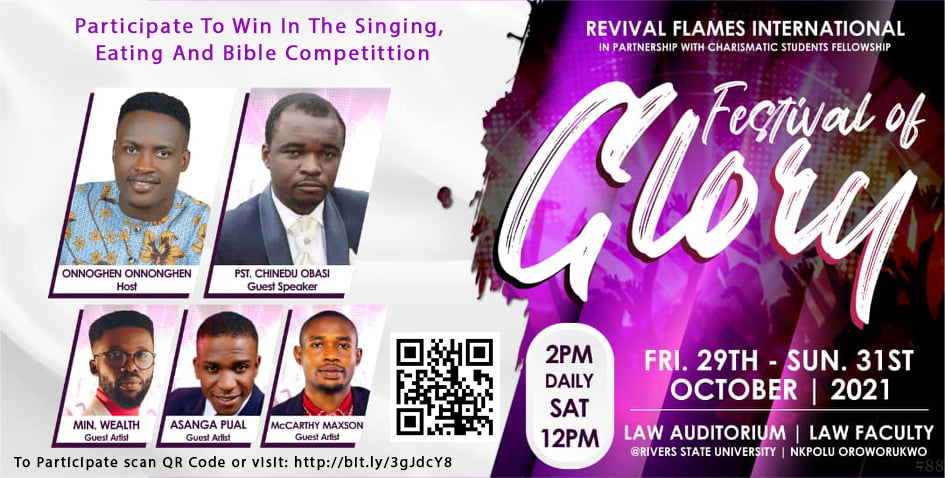 Participate To Win In The Singing,
Eating And Bible Competittion
REVIVAL FLAMES INTERNATIONAL
IN PARTNERSHIP WITH CHARISMATIC STUDENTS FELLOWSHIP
Festival of
Glory
ONNOGHEN ONNONGHEN
Host
PST. CHINEDU OBASI
Guest Speaker
MIN. WEALTH
Guest Artist
ASANGA PUAL
Guest Artist
McCARTHY MAXSON
Guest Artist
2PM
DAILY
SAT
12PM
FRI. 29TH - SUN. 31ST
OCTOBER | 2021
LAW AUDITORIUM | LAW FACULTY
@RIVERS STATE UNIVERSITY | NKPOLU OROWORUKWO
To Participate scan QR Code or visit: http://bit.ly/3gJdcY8
#88